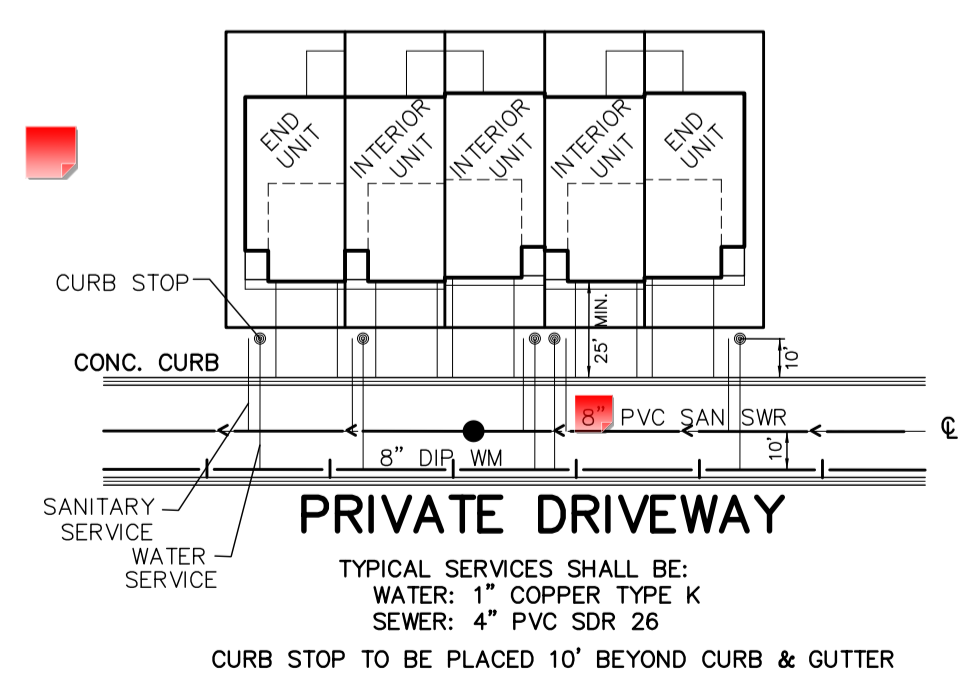 END
UNIT
INTERIOR
UNIT
INTERIOR
UNIT
INTERIOR
UNIT
END
UNIT
CURB STOP
25' MIN.
10'
CONC. CURB
8" PVC SAN SWR
℄
8" DIP WM
10'
SANITARY
SERVICE
WATER
SERVICE
PRIVATE DRIVEWAY
TYPICAL SERVICES SHALL BE:
WATER: 1" COPPER TYPE K
SEWER: 4" PVC SDR 26
CURB STOP TO BE PLACED 10' BEYOND CURB & GUTTER